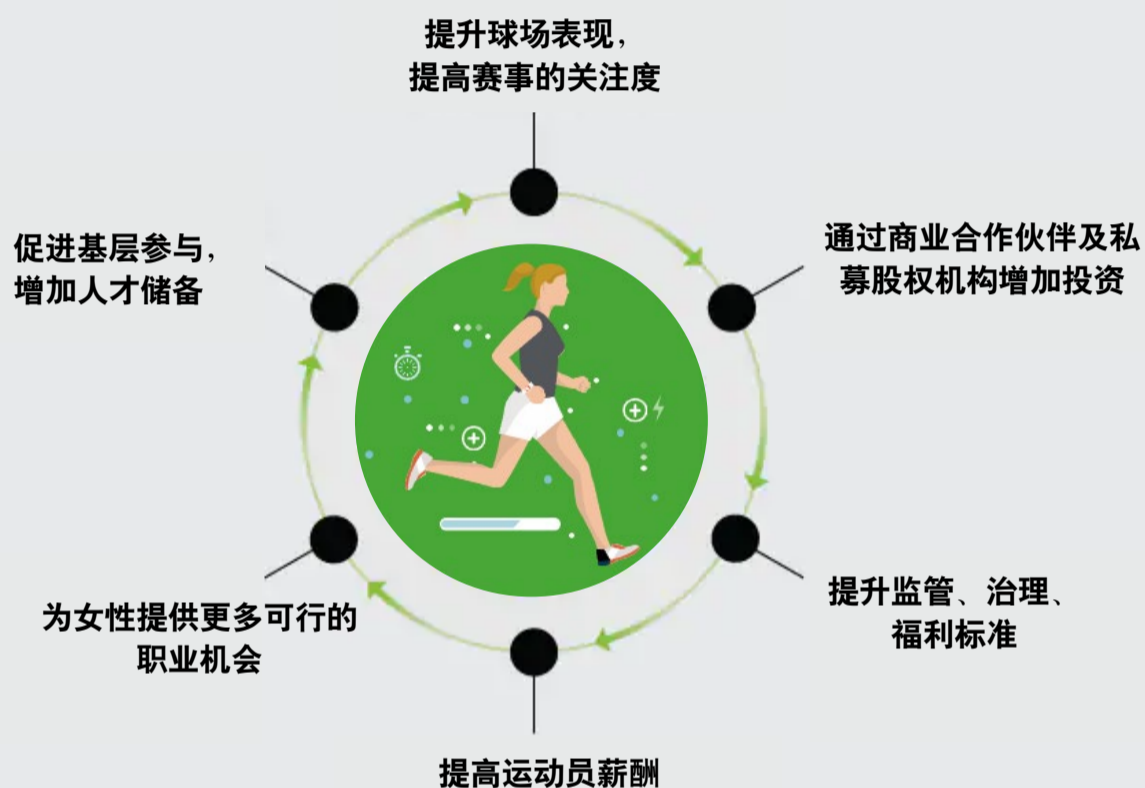 提升球场表现，
提高赛事的关注度
通过商业合作伙伴及私
募股权机构增加投资
提升监管、治理、
福利标准
提高运动员薪酬
为女性提供更多可行的
职业机会
促进基层参与，
增加人才储备